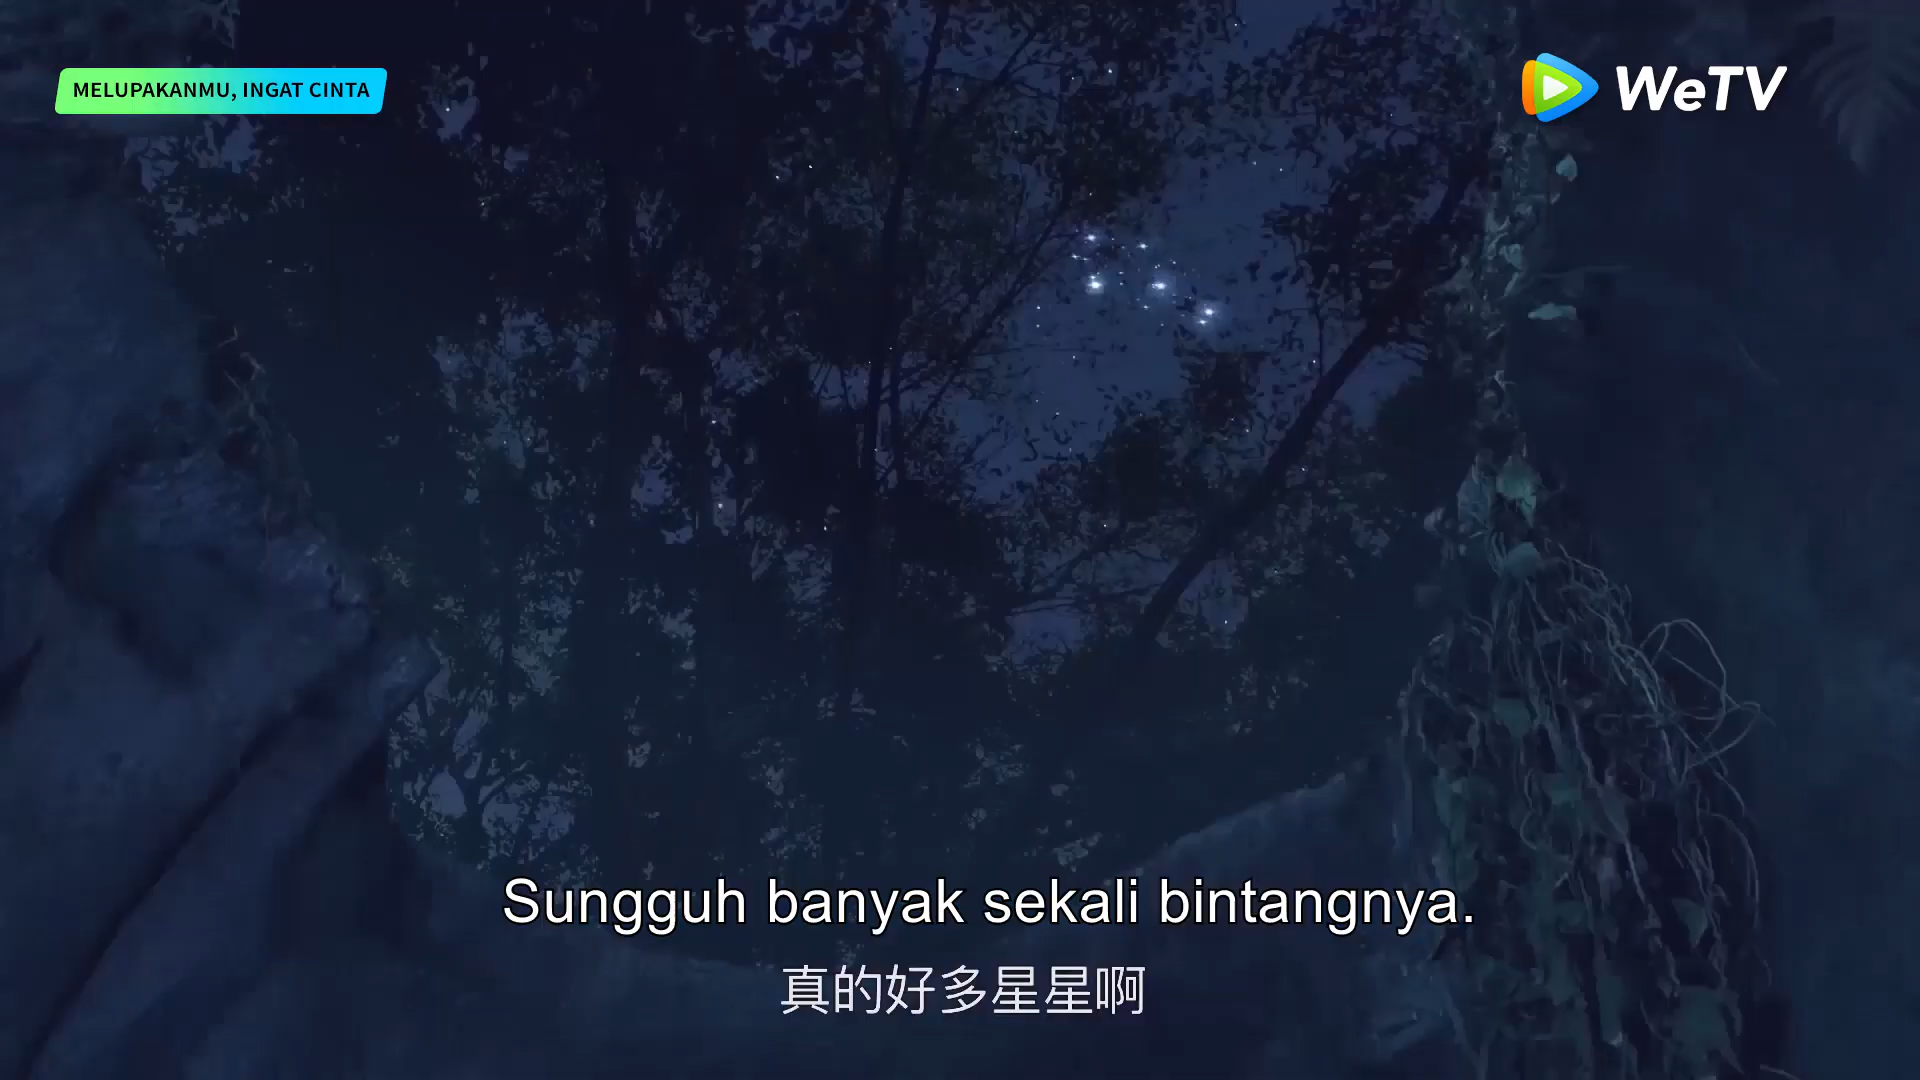 MELUPAKANMU, INGAT CINTA
WeTV
Sungguh banyak sekali bintangnya.
真的好多星星啊